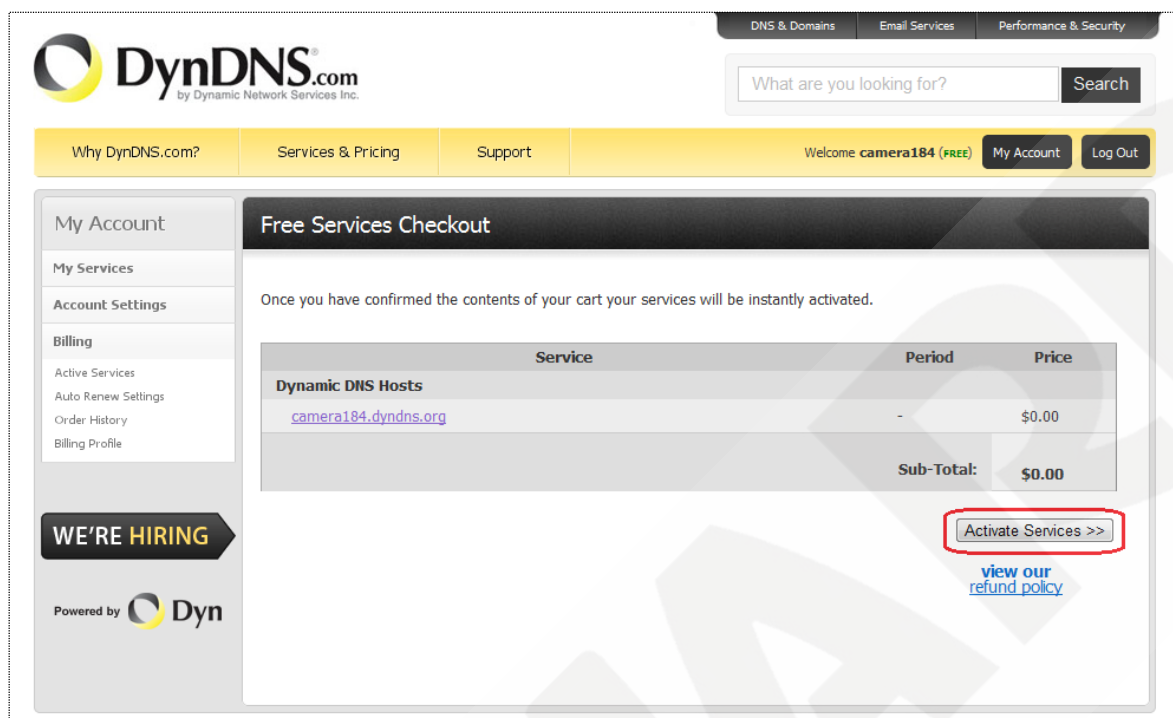 DNS & Domains Email Services Performance & Security
DynDNS.com
by Dynamic Network Services Inc.
What are you looking for? Search
Why DynDNS.com? Services & Pricing Support Welcome camera184 (FREE) My Account Log Out
My Account
My Services
Account Settings
Billing
Active Services
Auto Renew Settings
Order History
Billing Profile
WE'RE HIRING
Powered by Dyn
Free Services Checkout
Once you have confirmed the contents of your cart your services will be instantly activated.
Service Period Price
Dynamic DNS Hosts
camera184.dyndns.org - $0.00
Sub-Total: $0.00
Activate Services >>
view our
refund policy